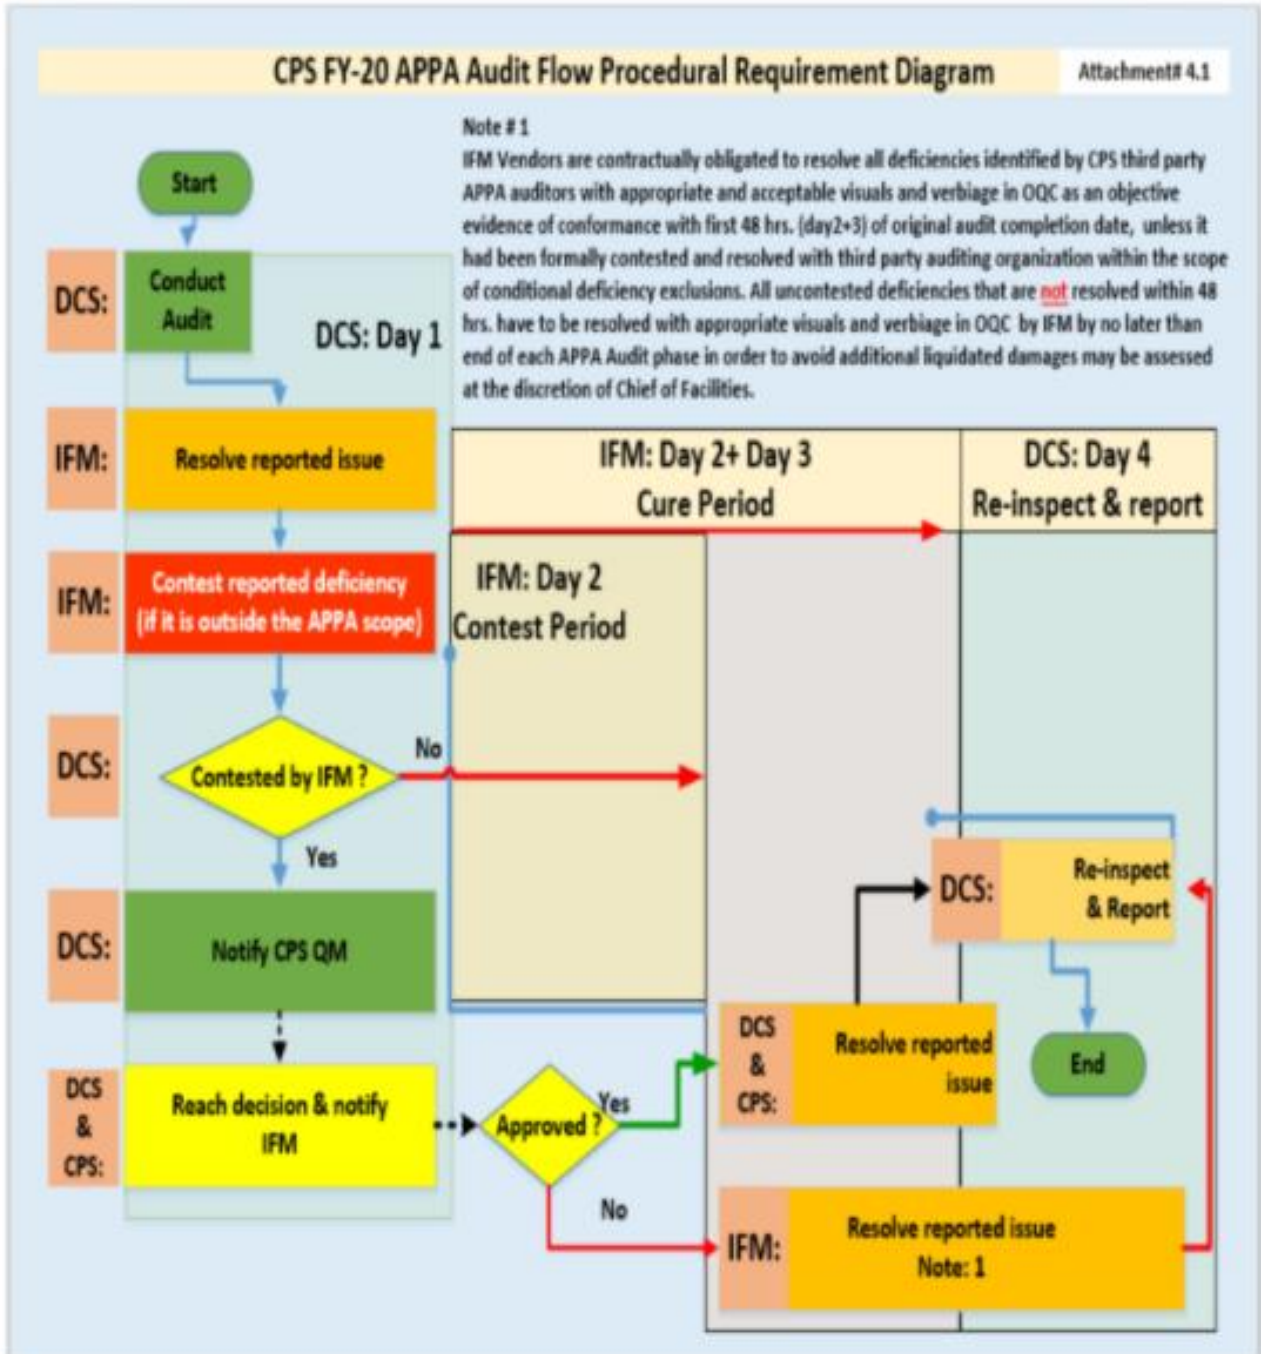 CPS FY-20 APPA Audit Flow Procedural Requirement Diagram
Attachment# 4.1
Note # 1
IFM Vendors are contractually obligated to resolve all deficiencies identified by CPS third party
APPA auditors with appropriate and acceptable visuals and verbiage in OQC as an objective
evidence of conformance with first 48 hrs. (day2+3) of original audit completion date, unless it
had been formally contested and resolved with third party auditing organization within the scope
of conditional deficiency exclusions. All uncontested deficiencies that are not resolved within 48
hrs. have to be resolved with appropriate visuals and verbiage in OQC by IFM by no later than
end of each APPA Audit phase in order to avoid additional liquidated damages may be assessed
at the discretion of Chief of Facilities.
Start
DCS:
Conduct
Audit
DCS: Day 1
IFM:
Resolve reported issue
IFM: Day 2+ Day 3
Cure Period
DCS: Day 4
Re-inspect & report
IFM:
Contest reported deficiency
(if it is outside the APPA scope)
IFM: Day 2
Contest Period
DCS:
Contested by IFM ?
No
Yes
DCS:
Notify CPS QM
DCS:
Re-inspect
& Report
DCS
&
CPS:
Reach decision & notify
IFM
Approved ?
Yes
No
DCS
&
CPS:
Resolve reported
issue
End
IFM:
Resolve reported issue
Note: 1